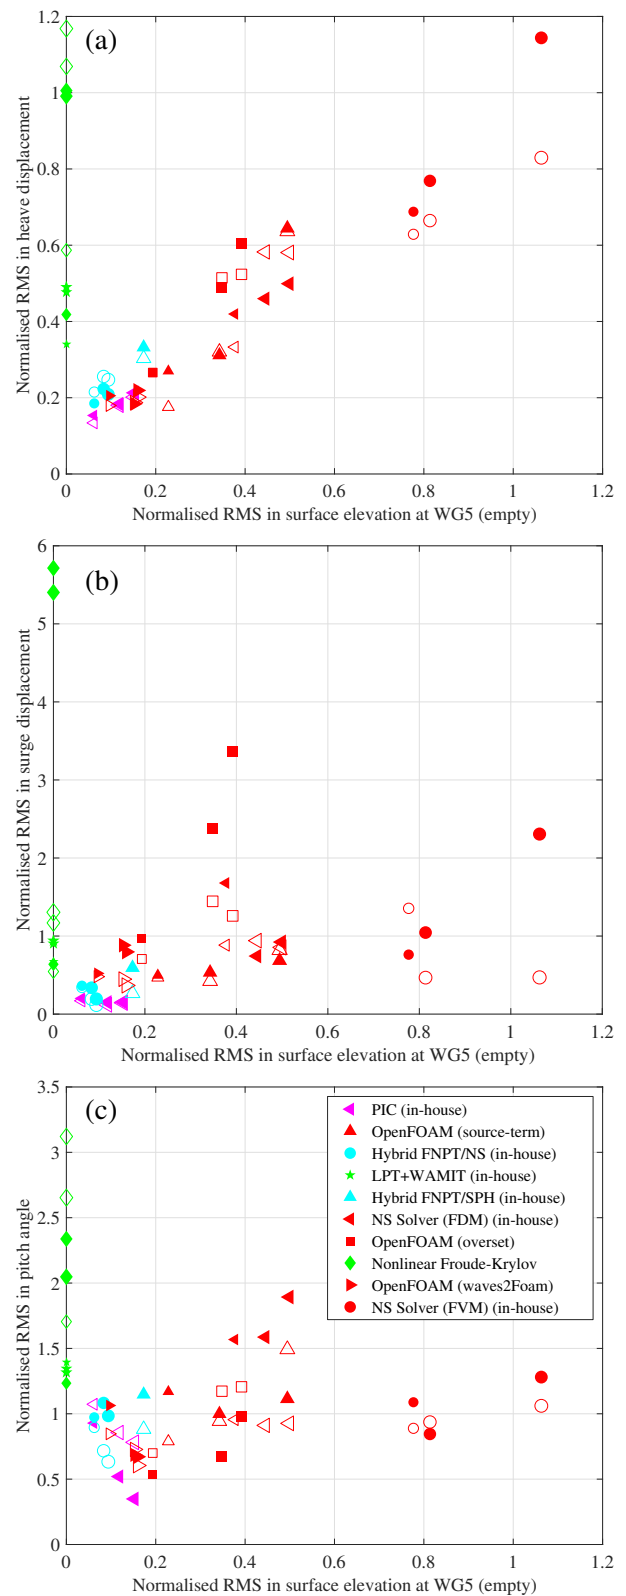 (a)
Normalised RMS in heave displacement
1.2
1
0.8
0.6
0.4
0.2
0
0 0.2 0.4 0.6 0.8 1 1.2
Normalised RMS in surface elevation at WG5 (empty)
(b)
Normalised RMS in surge displacement
6
5
4
3
2
1
0
0 0.2 0.4 0.6 0.8 1 1.2
Normalised RMS in surface elevation at WG5 (empty)
(c)
Normalised RMS in pitch angle
3.5
3
2.5
2
1.5
1
0.5
0
PIC (in-house)
OpenFOAM (source-term)
Hybrid FNPT/NS (in-house)
LPT+WAMIT (in-house)
Hybrid FNPT/SPH (in-house)
NS Solver (FDM) (in-house)
OpenFOAM (overset)
Nonlinear Froude-Krylov
OpenFOAM (waves2Foam)
NS Solver (FVM) (in-house)
0 0.2 0.4 0.6 0.8 1 1.2
Normalised RMS in surface elevation at WG5 (empty)